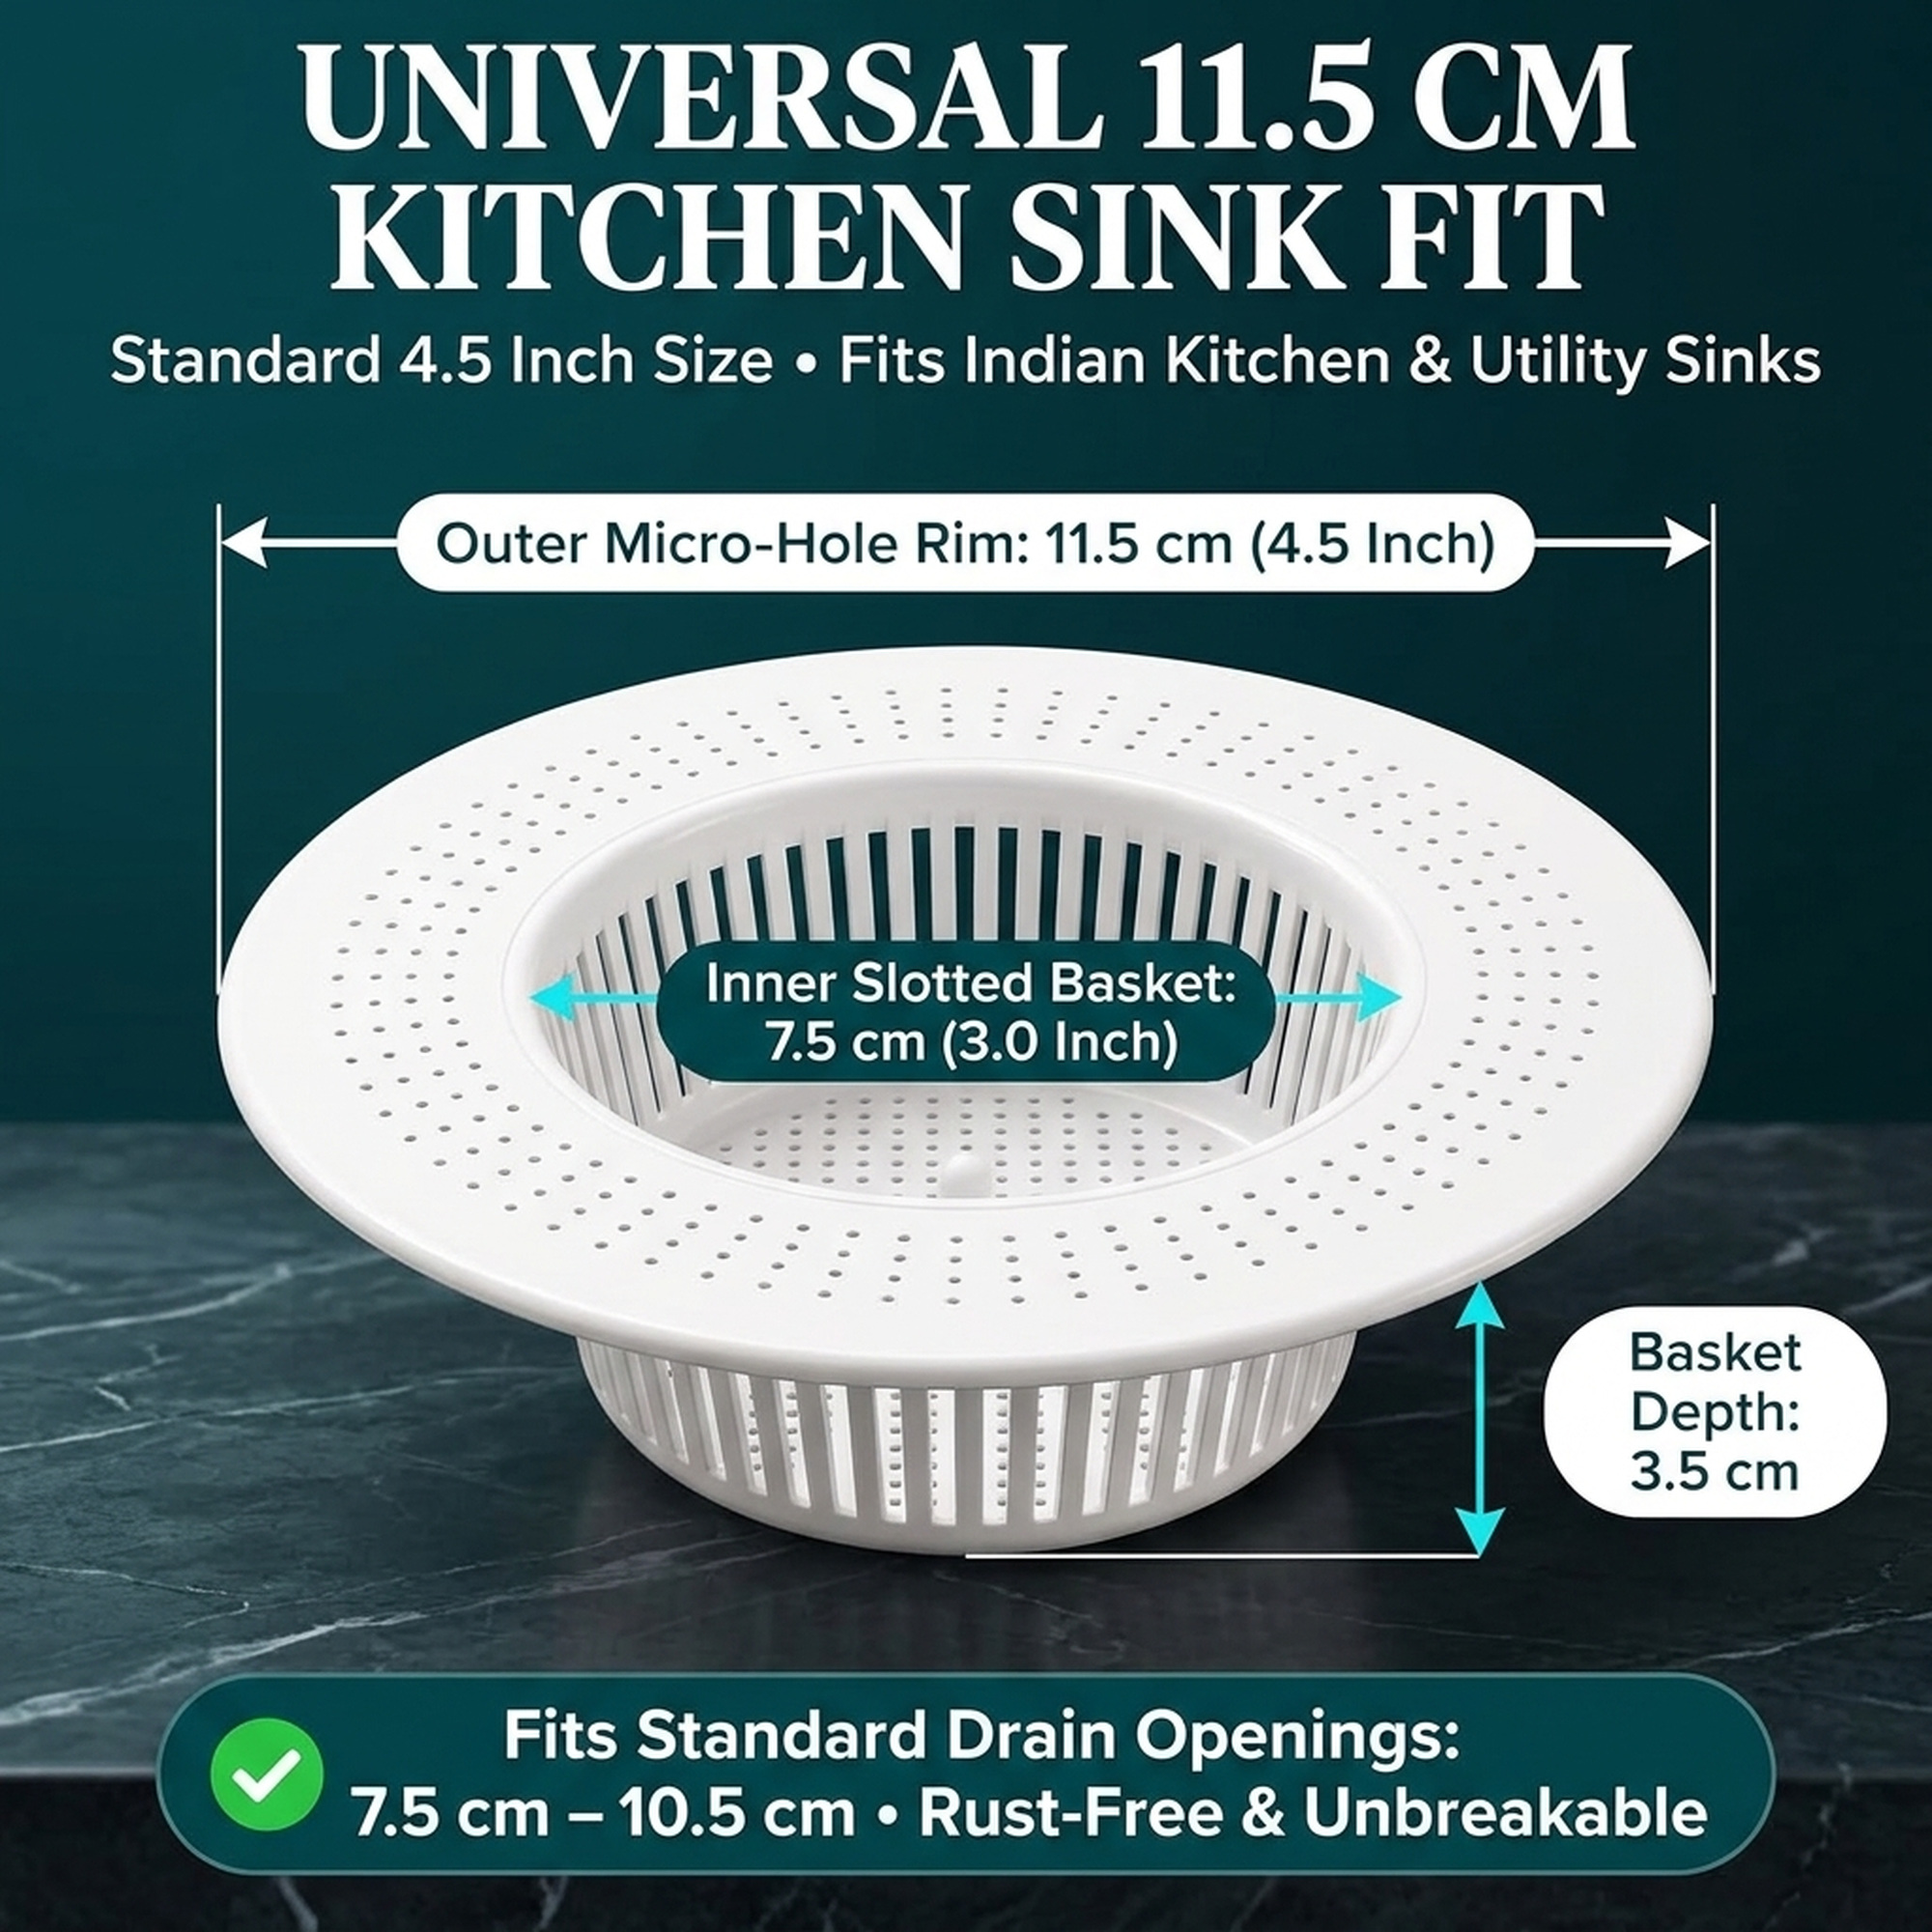 UNIVERSAL 11.5 CM
KITCHEN SINK FIT
Standard 4.5 Inch Size • Fits Indian Kitchen & Utility Sinks
Outer Micro-Hole Rim: 11.5 cm (4.5 Inch)
Inner Slotted Basket:
7.5 cm (3.0 Inch)
Basket
Depth:
3.5 cm
Fits Standard Drain Openings:
7.5 cm – 10.5 cm • Rust-Free & Unbreakable